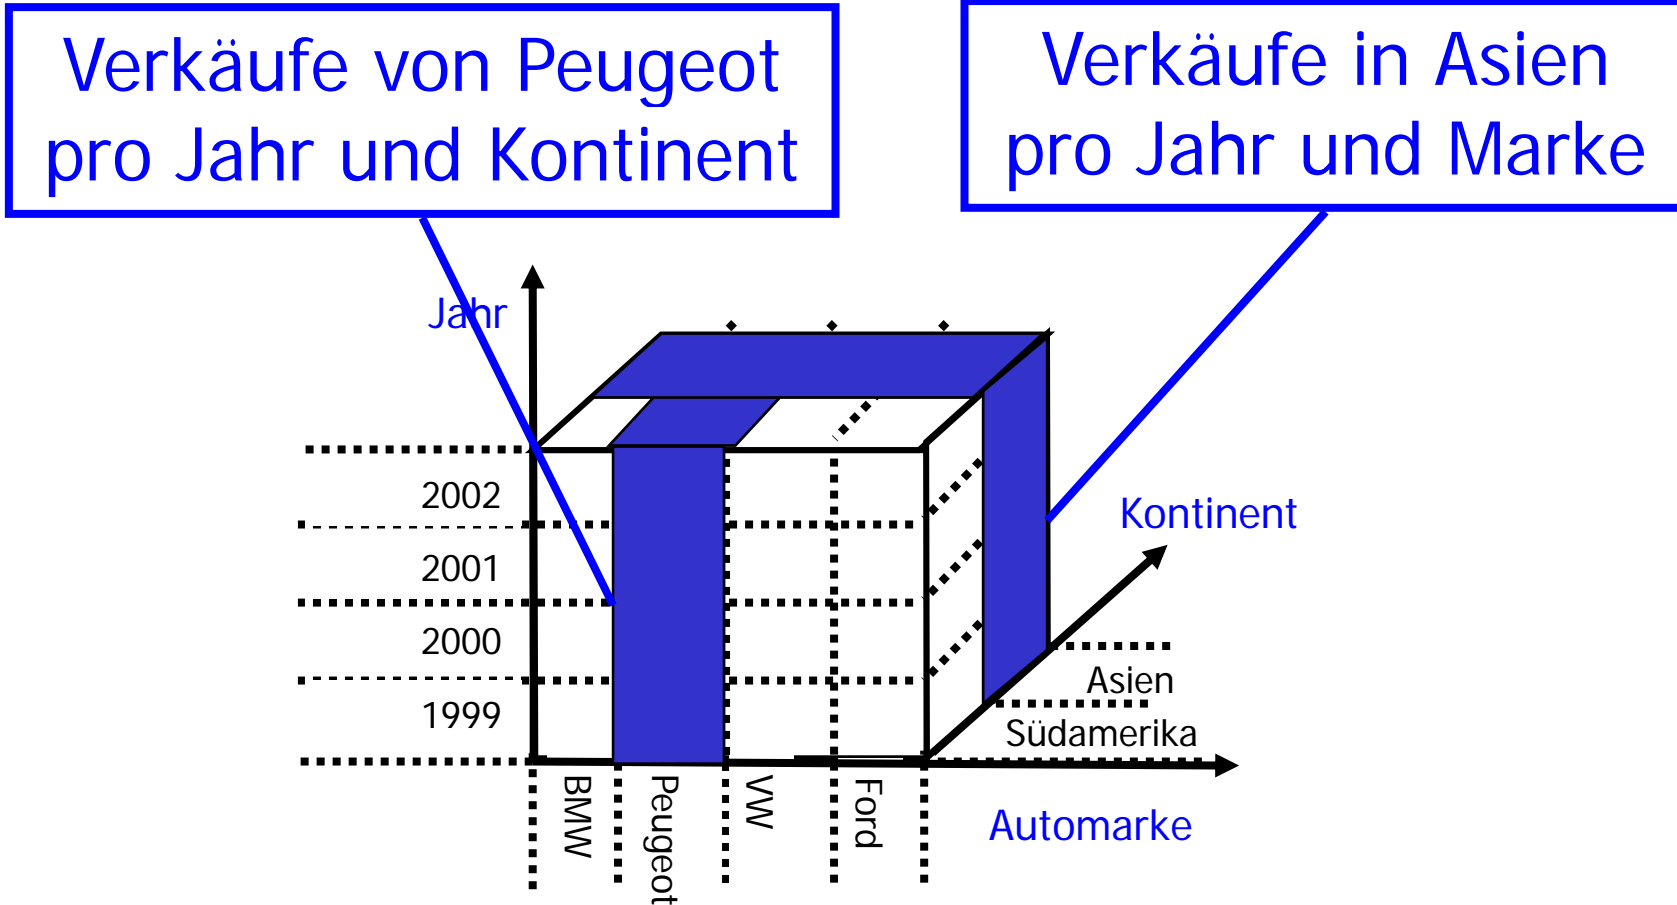 Verkäufe von Peugeot
pro Jahr und Kontinent
Verkäufe in Asien
pro Jahr und Marke
Jahr
2002
2001
2000
1999
Kontinent
Asien
Südamerika
BMW
Peugeot
VW
Ford
Automarke